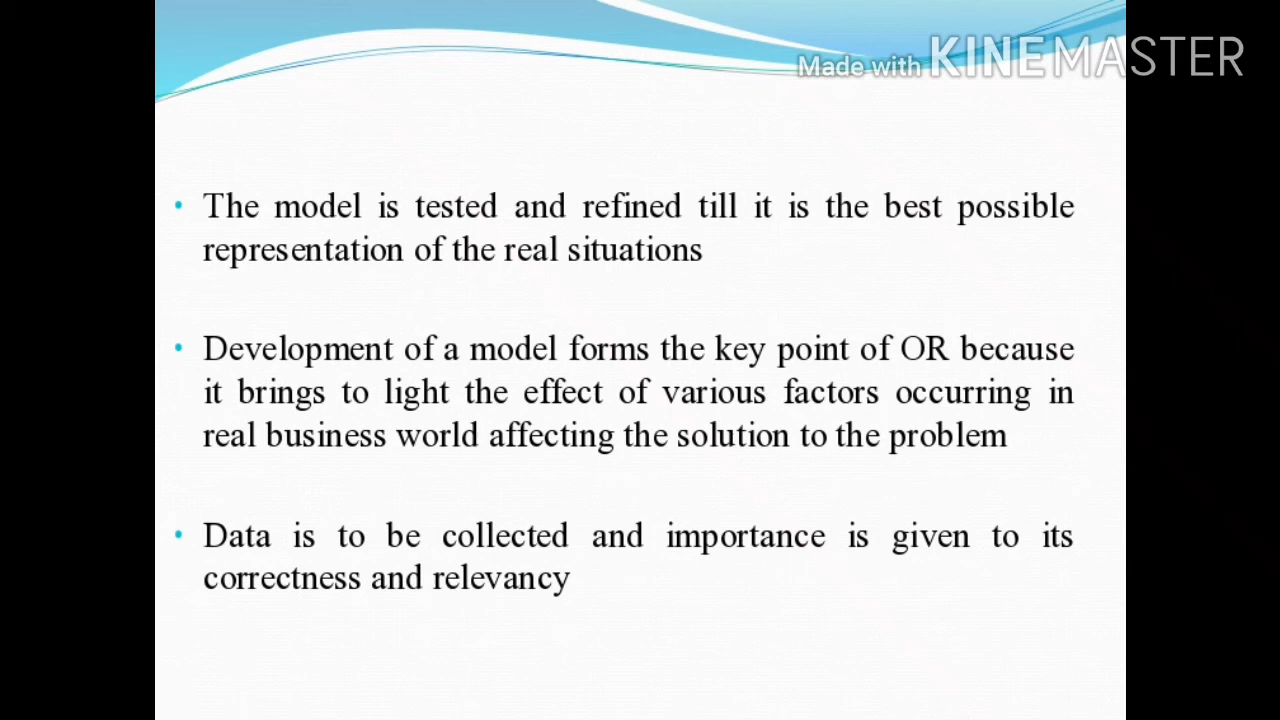 Made with KINEMASTER
• The model is tested and refined till it is the best possible
representation of the real situations
• Development of a model forms the key point of OR because
it brings to light the effect of various factors occurring in
real business world affecting the solution to the problem
• Data is to be collected and importance is given to its
correctness and relevancy